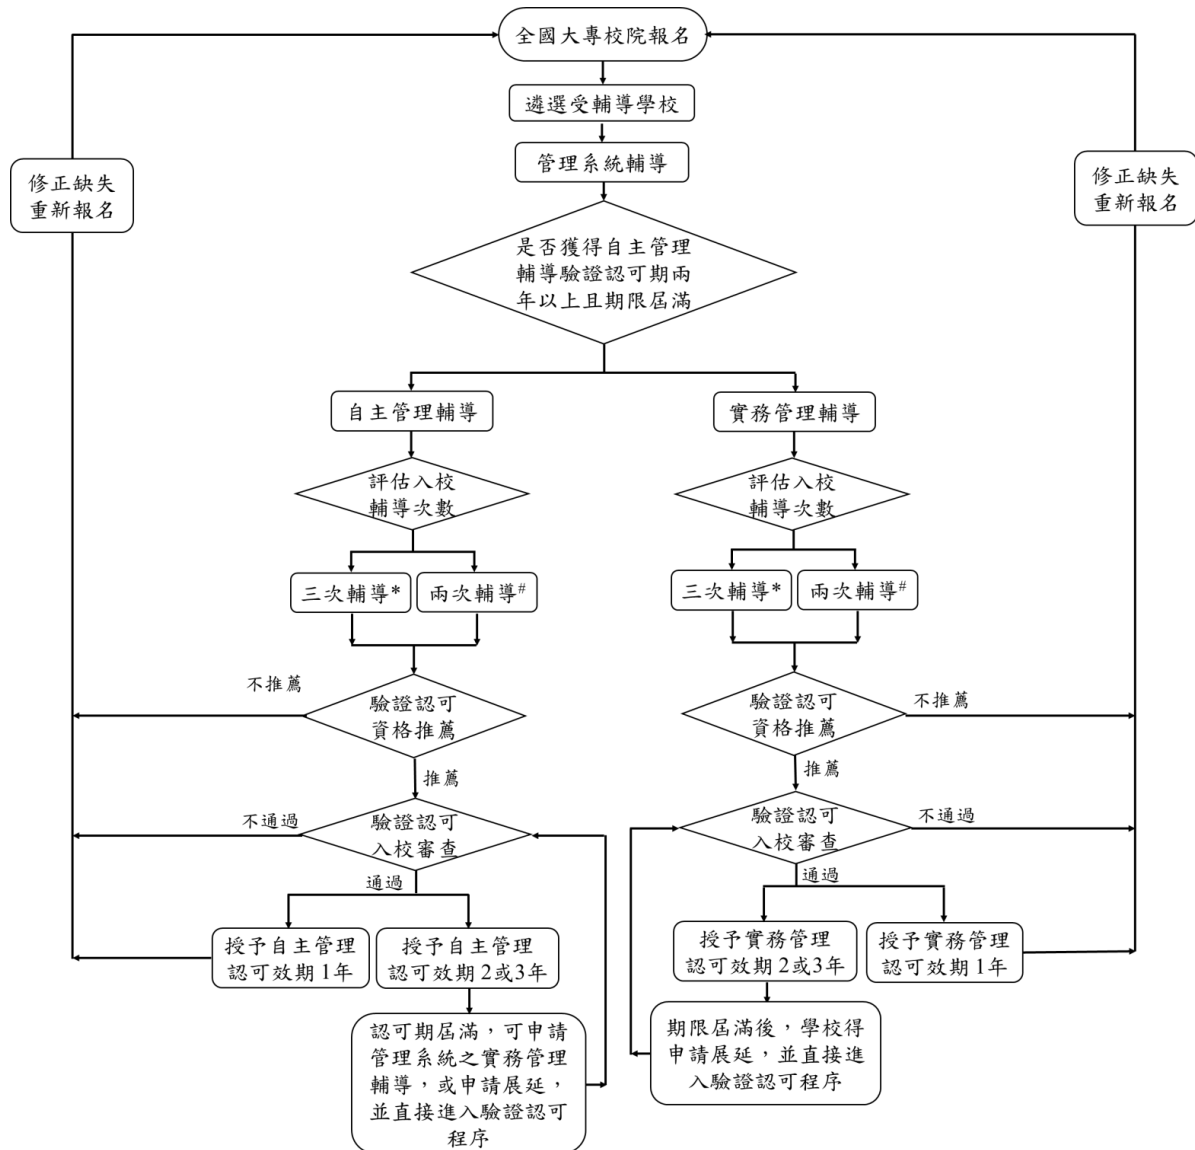 全國大專校院報名
遴選受輔導學校
管理系統輔導
修正缺失
重新報名
修正缺失
重新報名
是否獲得自主管理
輔導驗證認可期兩
年以上且期限屆滿
自主管理輔導
實務管理輔導
評估入校
輔導次數
評估入校
輔導次數
三次輔導*
兩次輔導#
三次輔導*
兩次輔導#
不推薦
驗證認可
資格推薦
驗證認可
資格推薦
不推薦
推薦
推薦
不通過
驗證認可
入校審查
驗證認可
入校審查
不通過
通過
通過
授予自主管理
認可效期1年
授予自主管理
認可效期2或3年
授予實務管理
認可效期2或3年
授予實務管理
認可效期1年
認可期屆滿，可申請
管理系統之實務管理
輔導，或申請展延，
並直接進入驗證認可
程序
期限屆滿後，學校得
申請展延，並直接進
入驗證認可程序